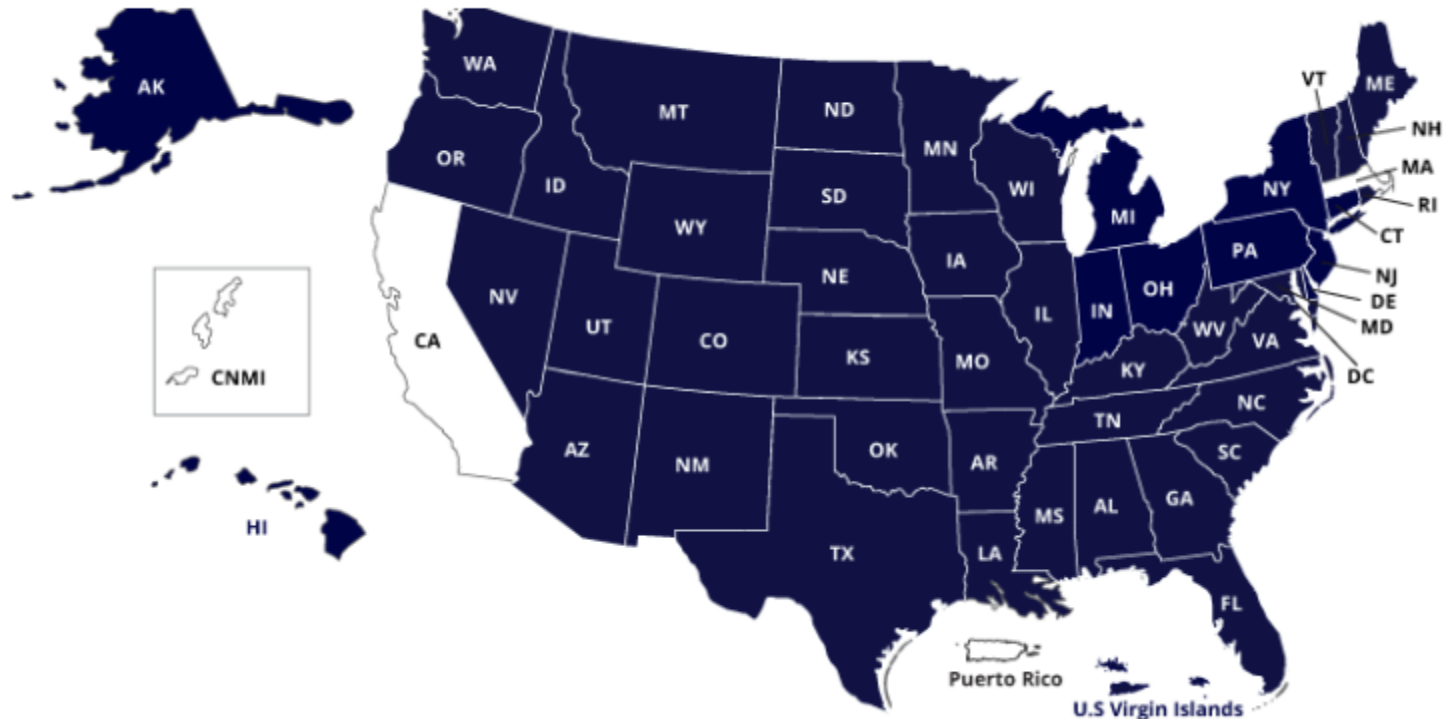 AK
WA
MT
ND
MN
VT
ME
NH
OR
ID
SD
WI
MI
NY
MA
RI
WY
CT
NE
IA
PA
NJ
NV
UT
CO
IL
IN
OH
DE
MD
CA
KS
MO
WV
VA
KY
DC
CNMI
AZ
NM
OK
AR
TN
NC
SC
HI
TX
LA
MS
AL
GA
FL
Puerto Rico
U.S Virgin Islands